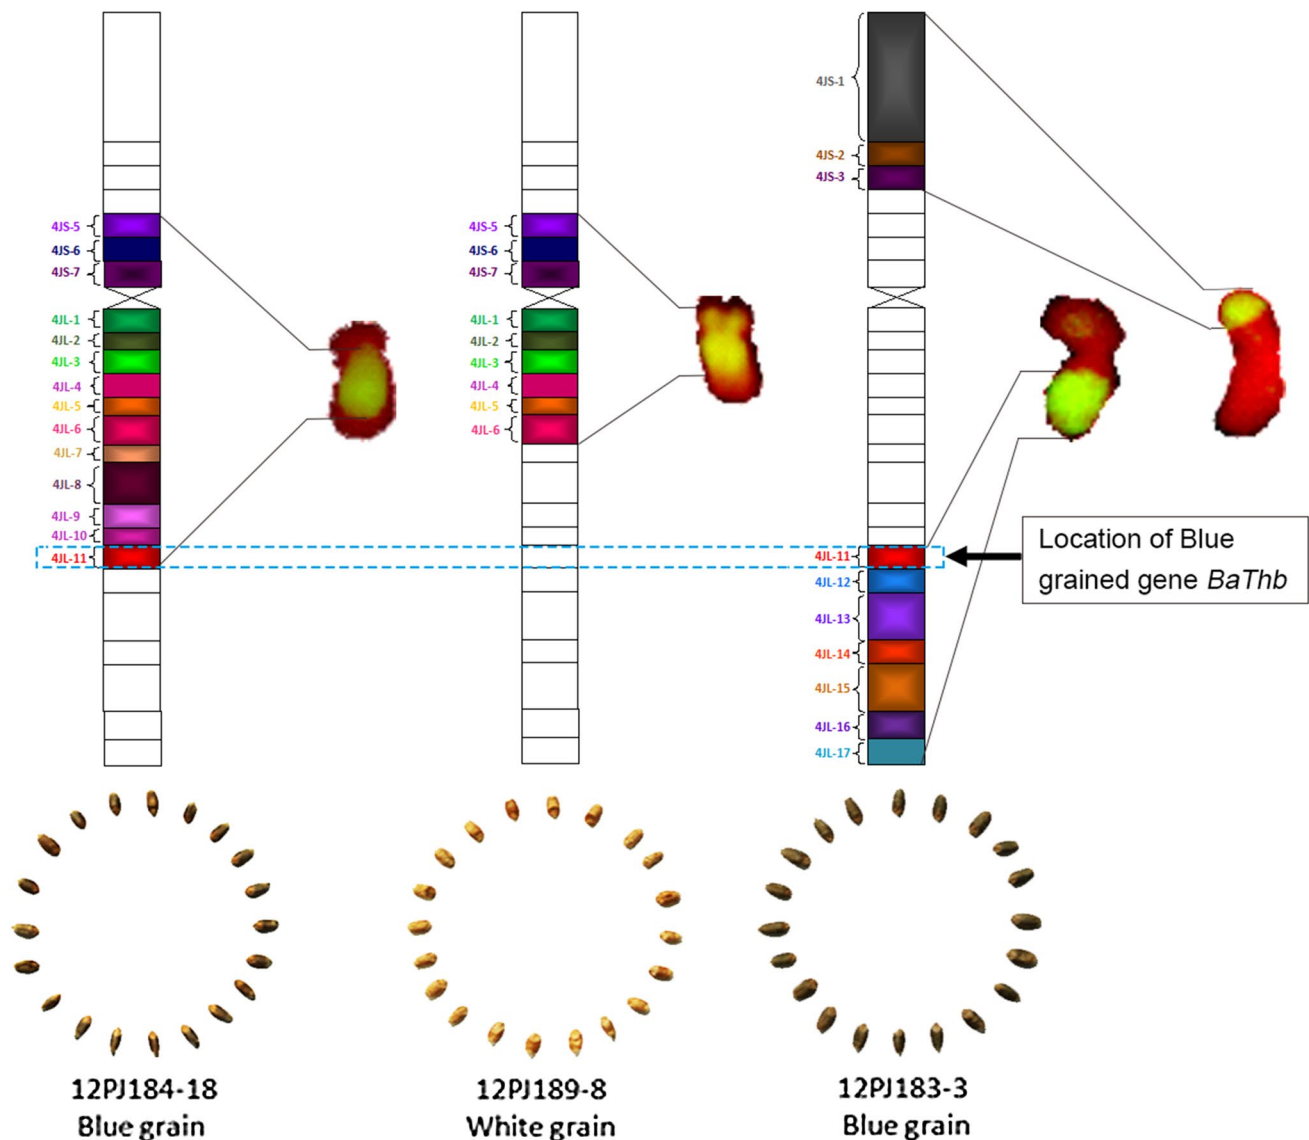 4JS-5
4JS-6
4JS-7
4JL-1
4JL-2
4JL-3
4JL-4
4JL-5
4JL-6
4JL-7
4JL-8
4JL-9
4JL-10
4JL-11
4JS-5
4JS-6
4JS-7
4JL-1
4JL-2
4JL-3
4JL-4
4JL-5
4JL-6
4JS-1
4JS-2
4JS-3
4JL-11
4JL-12
4JL-13
4JL-14
4JL-15
4JL-16
4JL-17
Location of Blue
grained gene BaThb
12PJ184-18
Blue grain
12PJ189-8
White grain
12PJ183-3
Blue grain